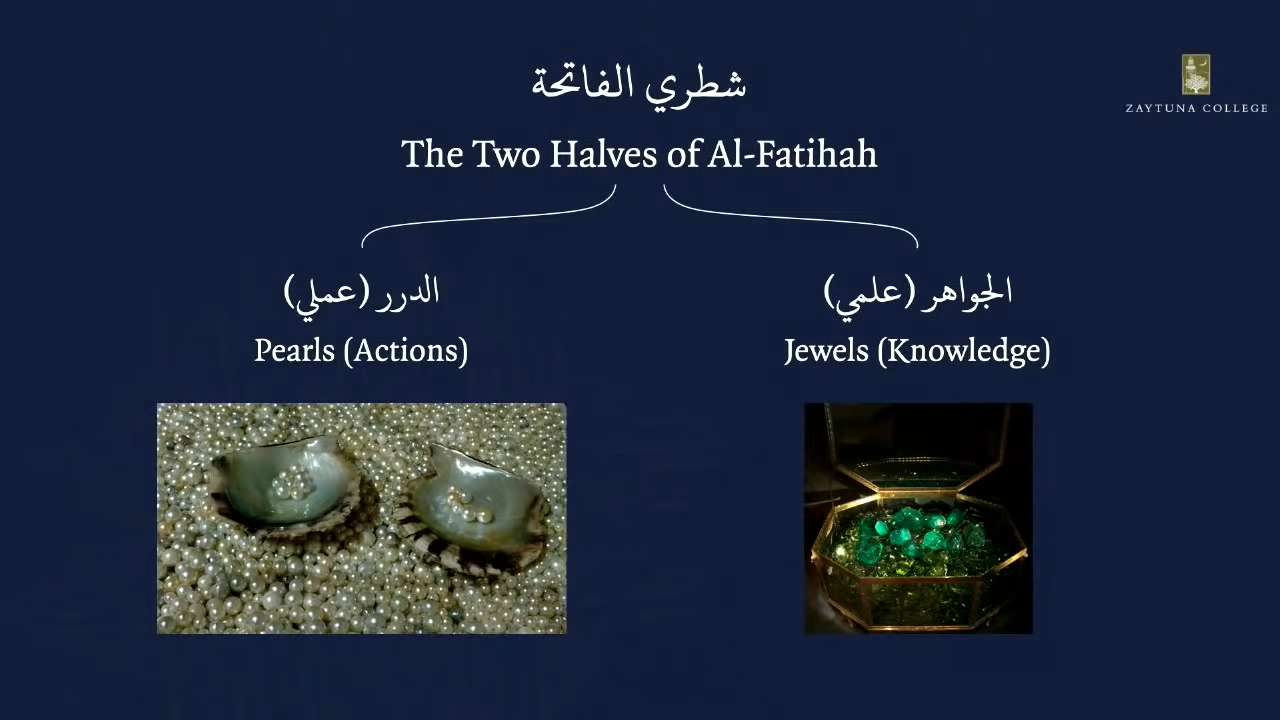 شطري الفاتحة
The Two Halves of Al-Fatihah
ZAYTUNA COLLEGE
الدرر (عملي)
Pearls (Actions)
الجواهر (علمي)
Jewels (Knowledge)